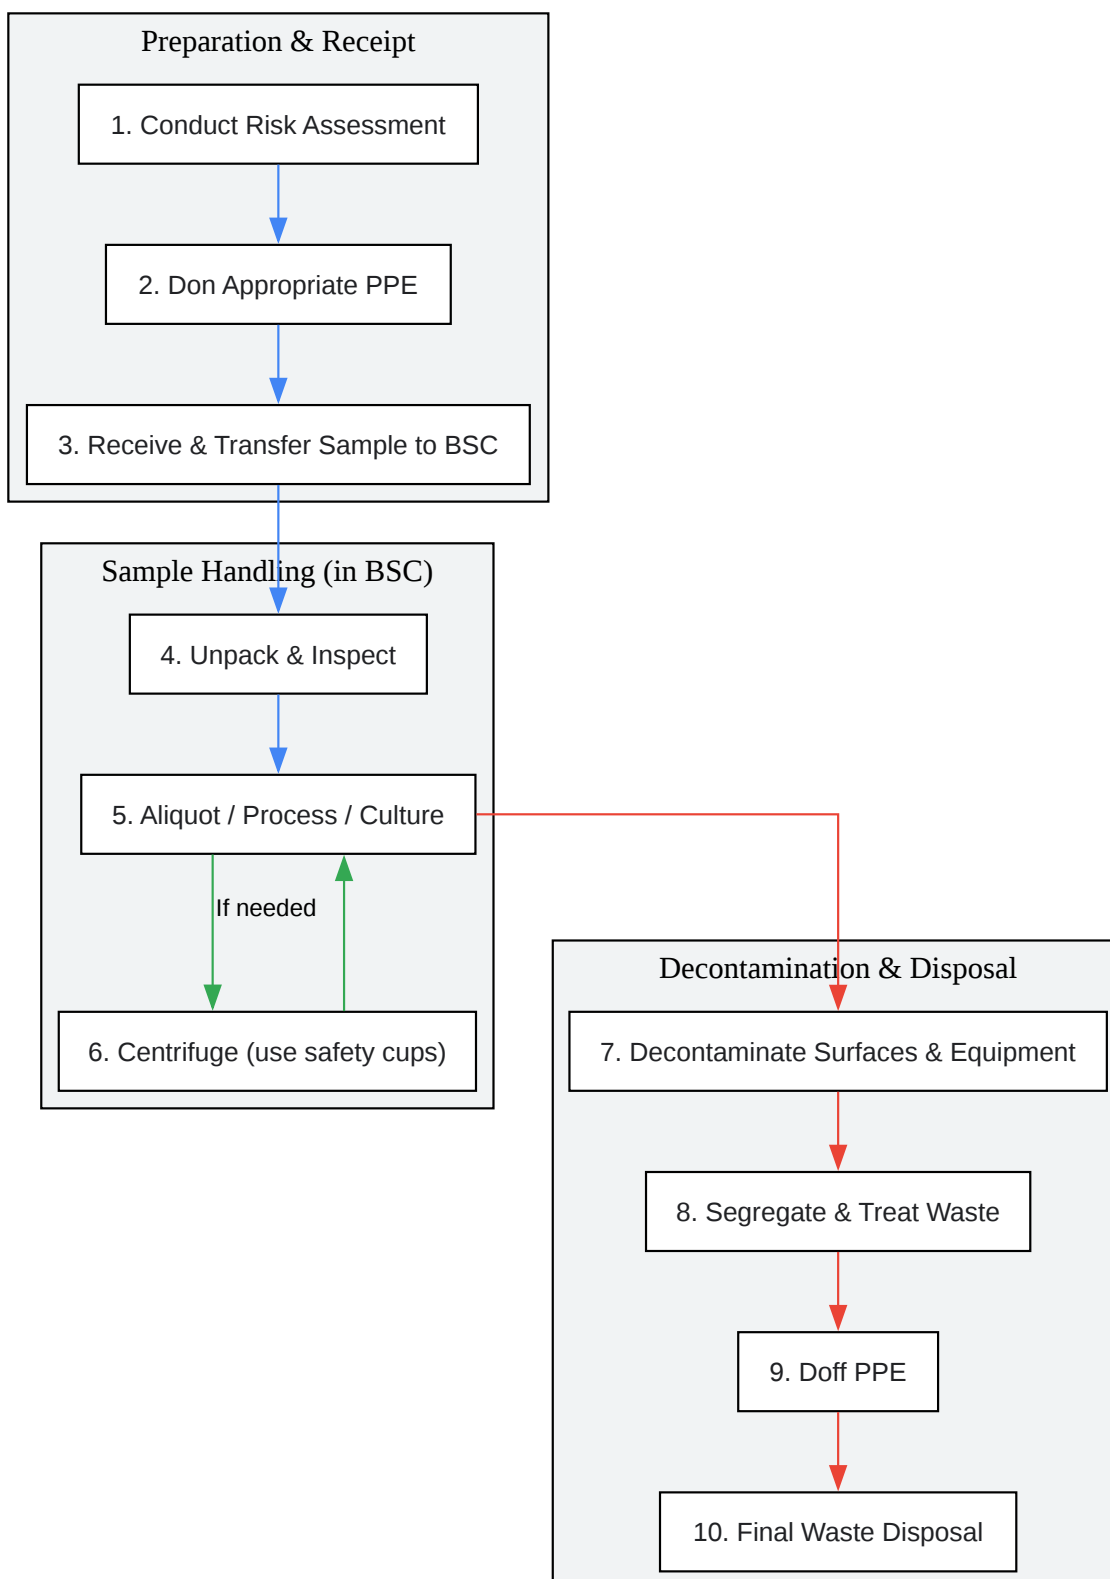 Preparation & Receipt
1. Conduct Risk Assessment
2. Don Appropriate PPE
3. Receive & Transfer Sample to BSC
Sample Handling (in BSC)
4. Unpack & Inspect
5. Aliquot / Process / Culture
If needed
6. Centrifuge (use safety cups)
Decontamination & Disposal
7. Decontaminate Surfaces & Equipment
8. Segregate & Treat Waste
9. Doff PPE
10. Final Waste Disposal